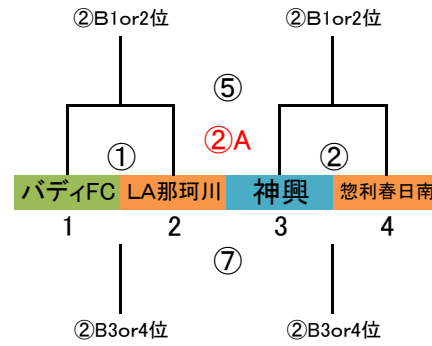 ②B1or2位 ②B1or2位
⑤
②A
① ②
バディFC LA那珂川 神興 惣利春日南
1 2 3 4
⑦
②B3or4位 ②B3or4位